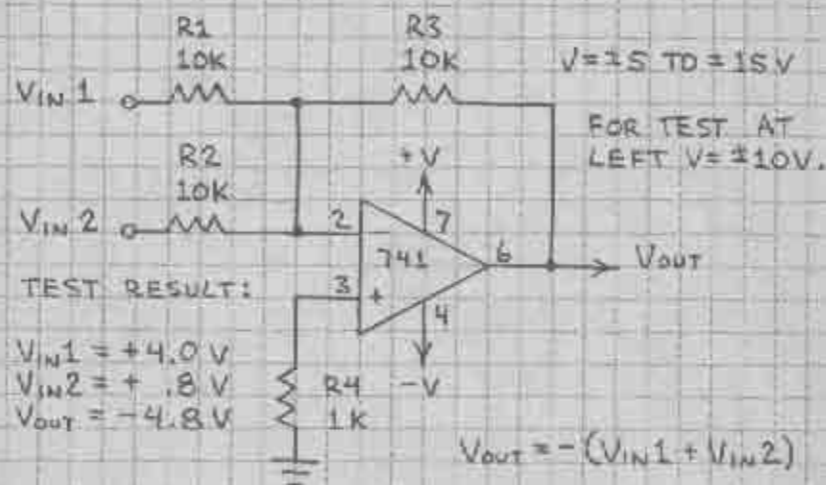 R1
10K
R3
10K
V=±5 TO ±15V
VIN 1
FOR TEST AT
LEFT V=±10V.
R2
10K
+V
VIN 2
2
7
741
6
VOUT
3
+
4
TEST RESULT:
VIN1 = +4.0 V
VIN2 = + .8 V
VOUT = -4.8 V
R4
1K
-V
VOUT = -(VIN1 + VIN2)